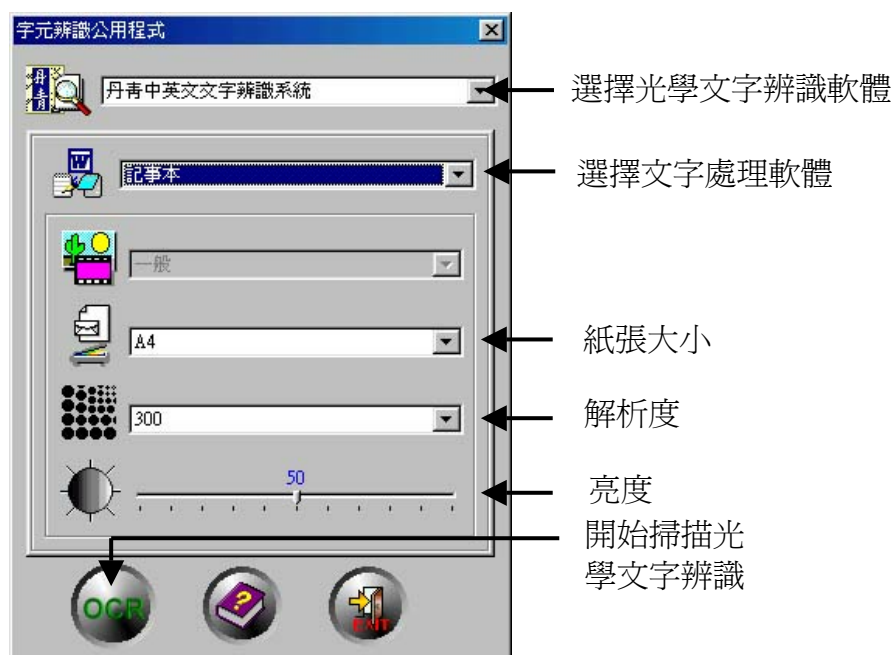 字元辨識公用程式
丹青
丹青中英文文字辨識系統
選擇光學文字辨識軟體
W
記事本
選擇文字處理軟體
一般
A4
紙張大小
300
解析度
50
亮度
開始掃描光
學文字辨識
OCR
?
EXIT